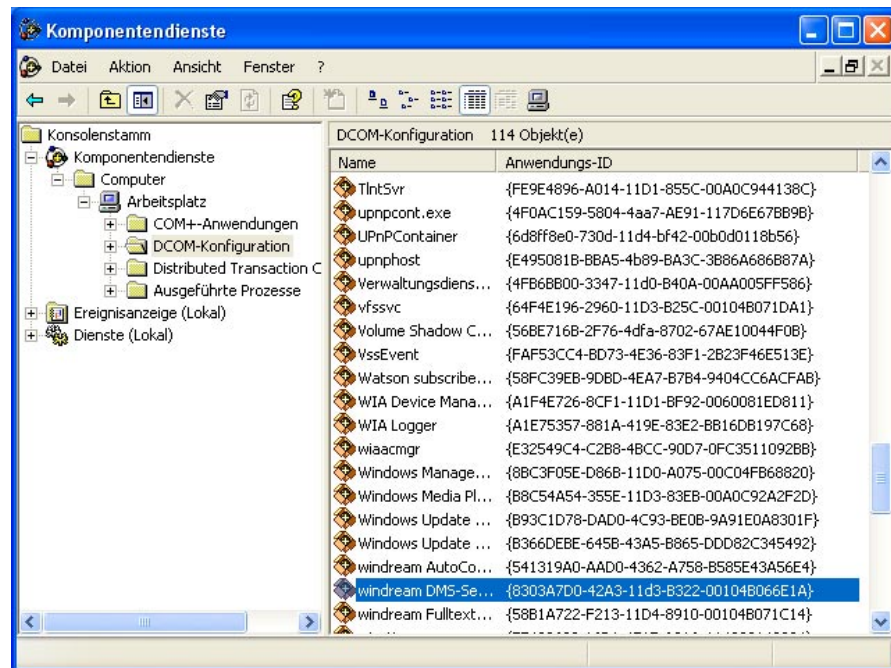 Komponentendienste
Datei Aktion Ansicht Fenster ?
Konsolenstamm
Komponentendienste
Computer
Arbeitsplatz
COM+-Anwendungen
DCOM-Konfiguration
Distributed Transaction C
Ausgeführte Prozesse
Ereignisanzeige (Lokal)
Dienste (Lokal)
DCOM-Konfiguration 114 Objekt(e)
Name Anwendungs-ID
TlntSvr {FE9E4896-A014-11D1-855C-00A0C944138C}
upnpcont.exe {4F0AC159-5804-4aa7-AE91-117D6E67BB9B}
UPnPContainer {6d8ff8e0-730d-11d4-bf42-00b0d0118b56}
upnphost {E495081B-BBA5-4b89-BA3C-3B86A686B87A}
Verwaltungsdiens... {4FB6BB00-3347-11d0-B40A-00AA005FF586}
vfssvc {64F4E196-2960-11D3-B25C-00104B071DA1}
Volume Shadow C... {56BE716B-2F76-4dfa-8702-67AE10044F0B}
VssEvent {FAF53CC4-BD73-4E36-83F1-2B23F46E513E}
Watson subscribe... {58FC39EB-9DBD-4EA7-B7B4-9404CC6ACFAB}
WIA Device Mana... {A1F4E726-8CF1-11D1-BF92-0060081ED811}
WIA Logger {A1E75357-881A-419E-83E2-BB16DB197C68}
wiaacmgr {E32549C4-C2B8-4BCC-90D7-0FC3511092BB}
Windows Manage... {8BC3F05E-D86B-11D0-A075-00C04FB68820}
Windows Media Pl... {B8C54A54-355E-11D3-83EB-00A0C92A2F2D}
Windows Update ... {B93C1D78-DAD0-4C93-BE0B-9A91E0A8301F}
Windows Update ... {B366DEBE-645B-43A5-B865-DDD82C345492}
windream AutoCo... {541319A0-AAD0-4362-A758-B585E43A56E4}
windream DMS-Se... {8303A7D0-42A3-11d3-B322-00104B066E1A}
windream Fulltext... {58B1A722-F213-11D4-8910-00104B071C14}